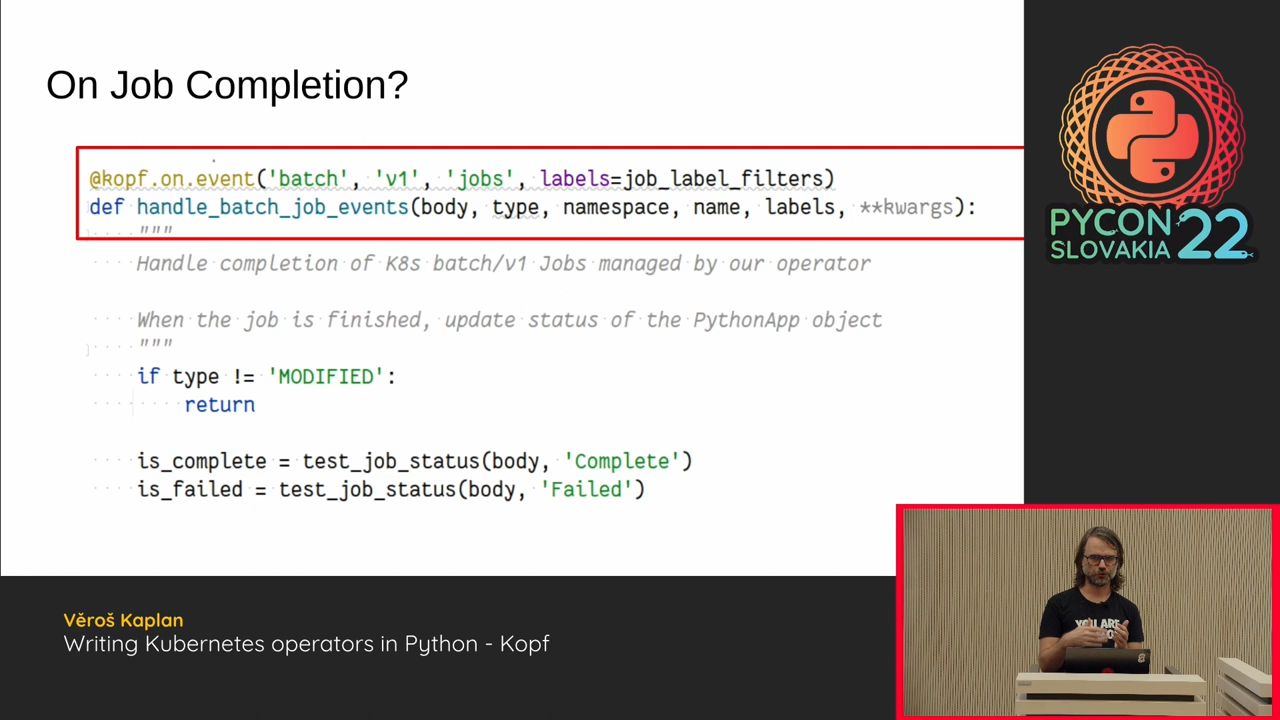 On Job Completion?
@kopf.on.event('batch', 'v1', 'jobs', labels=job_label_filters)
def handle_batch_job_events(body, type, namespace, name, labels, **kwargs):
"""
Handle completion of K8s batch/v1 Jobs managed by our operator
When the job is finished, update status of the PythonApp object
"""
if type != 'MODIFIED':
return
is_complete = test_job_status(body, 'Complete')
is_failed = test_job_status(body, 'Failed')
PYCON
SLOVAKIA
22
Věroš Kaplan
Writing Kubernetes operators in Python - Kopf
YOU ARE